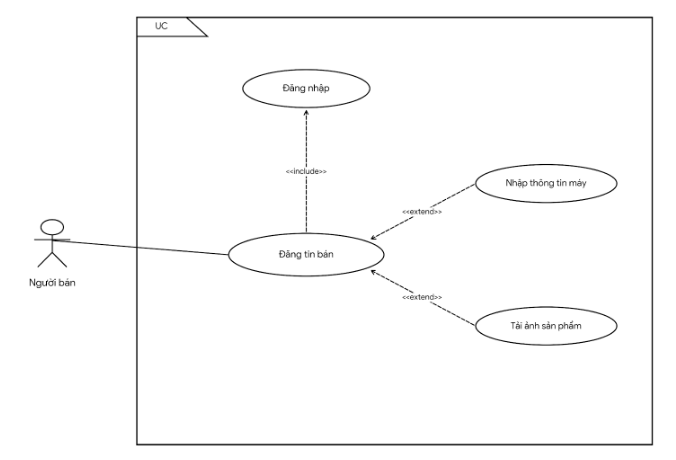 UC
Đăng nhập
<<include>>
Nhập thông tin máy
<<extend>>
Đăng tin bán
Người bán
<<extend>>
Tải ảnh sản phẩm